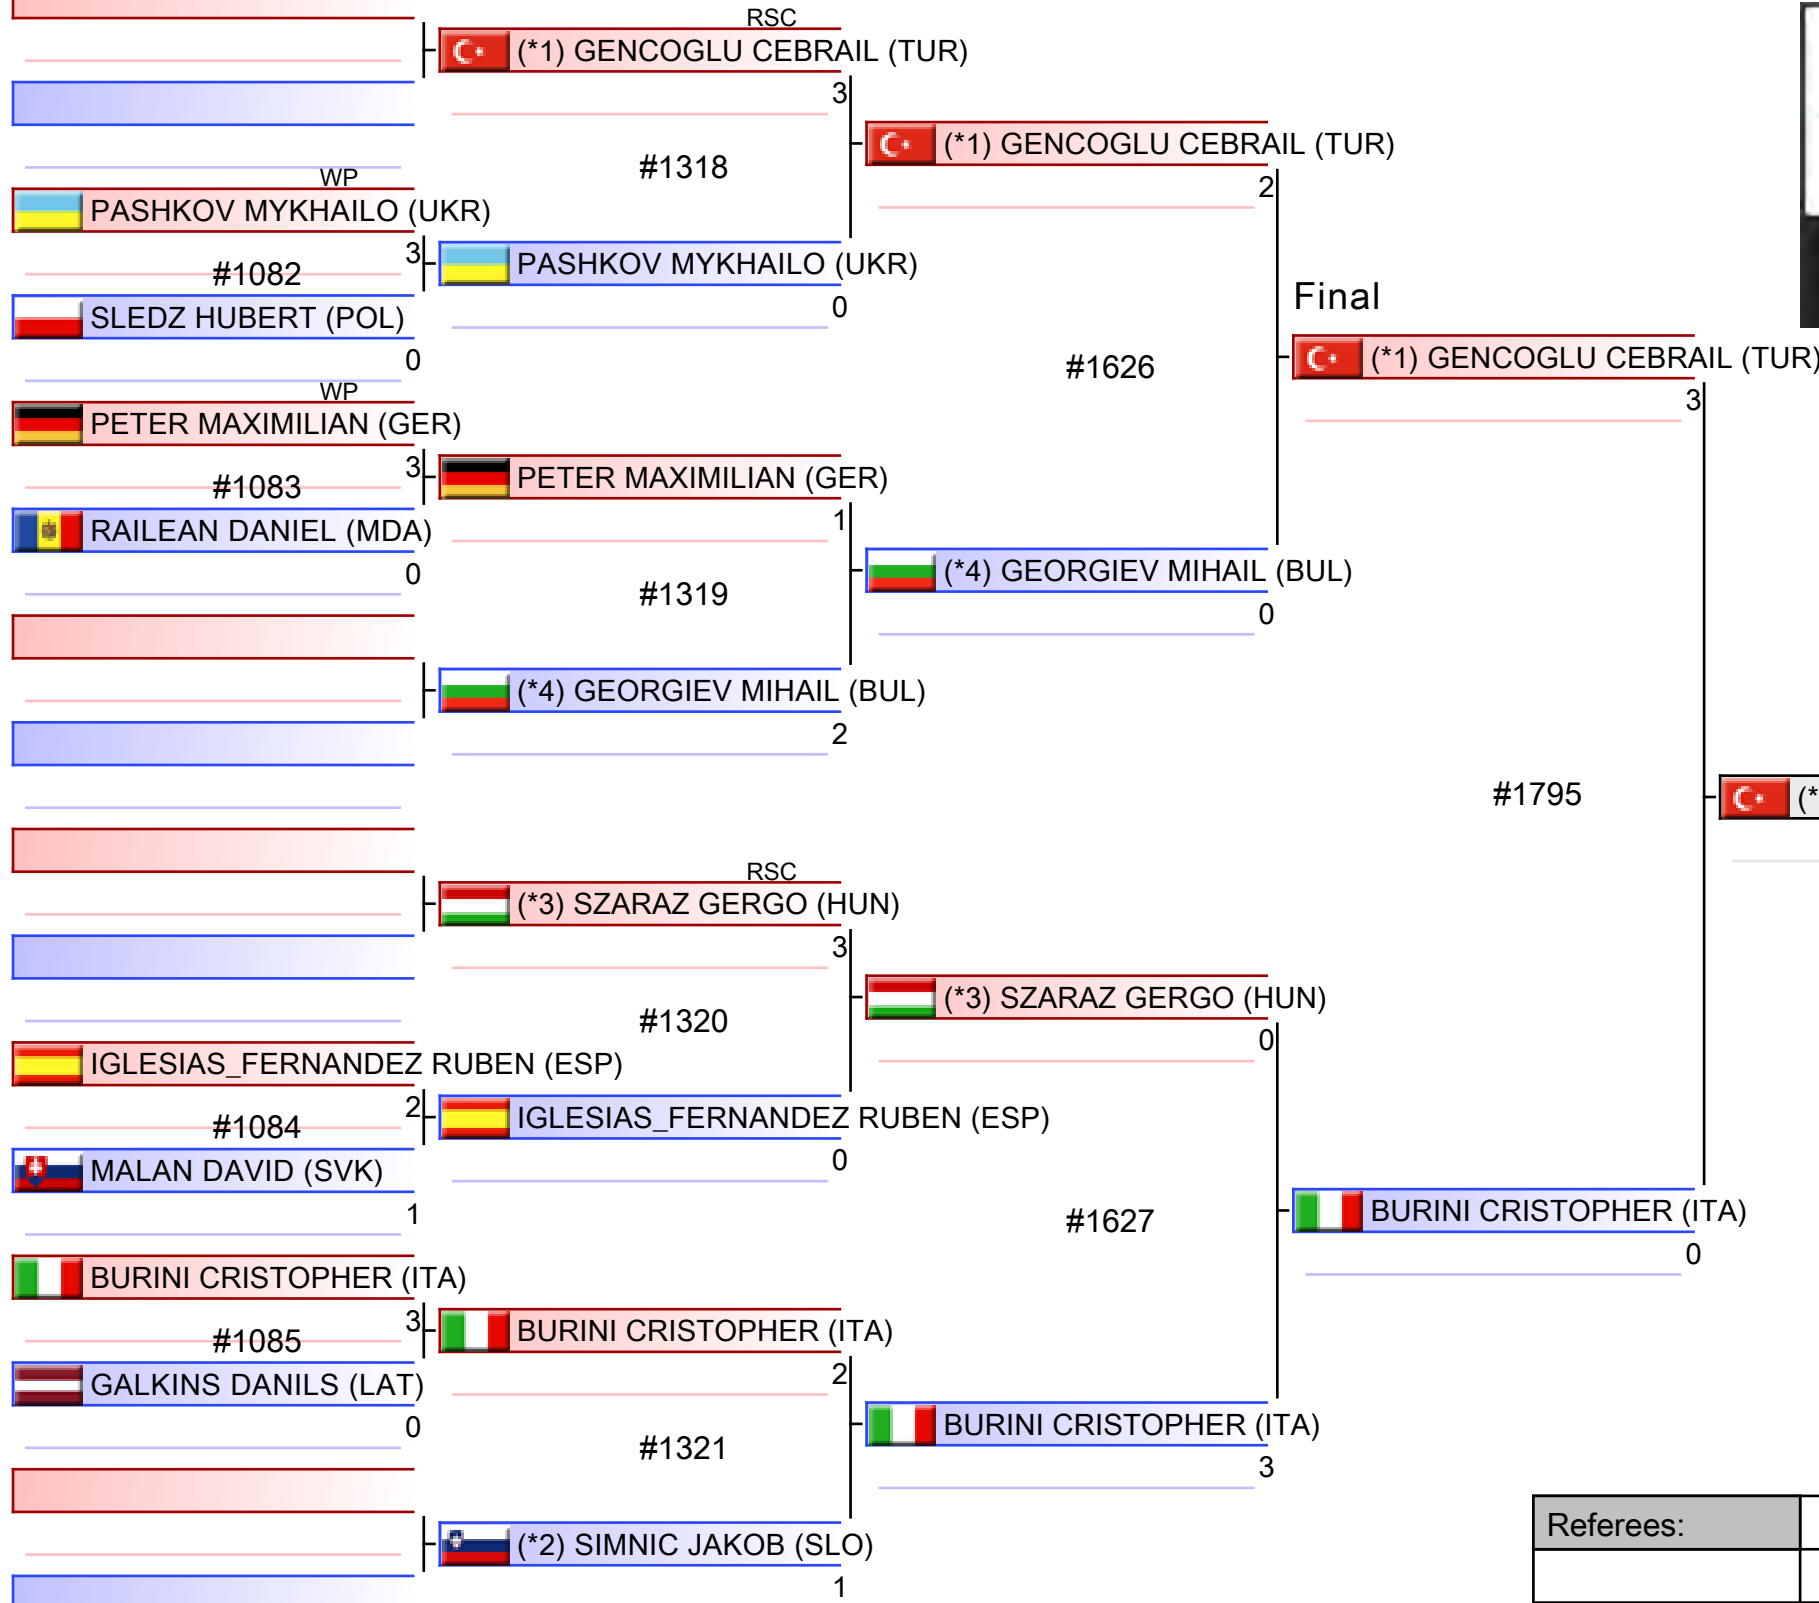 RSC
(*1) GENCOGLU CEBRAIL (TUR)
3
(*1) GENCOGLU CEBRAIL (TUR)
#1318
WP
2
PASHKOV MYKHAILO (UKR)
3
PASHKOV MYKHAILO (UKR)
#1082
Final
0
SLEDZ HUBERT (POL)
0
#1626
(*1) GENCOGLU CEBRAIL (TUR)
WP
3
PETER MAXIMILIAN (GER)
3
PETER MAXIMILIAN (GER)
#1083
1
RAILEAN DANIEL (MDA)
0
(*4) GEORGIEV MIHAIL (BUL)
#1319
0
(*4) GEORGIEV MIHAIL (BUL)
2
#1795
(*
RSC
(*3) SZARAZ GERGO (HUN)
3
(*3) SZARAZ GERGO (HUN)
#1320
0
IGLESIAS_FERNANDEZ RUBEN (ESP)
2
IGLESIAS_FERNANDEZ RUBEN (ESP)
#1084
0
MALAN DAVID (SVK)
1
#1627
BURINI CRISTOPHER (ITA)
0
BURINI CRISTOPHER (ITA)
3
BURINI CRISTOPHER (ITA)
#1085
2
GALKINS DANILS (LAT)
0
BURINI CRISTOPHER (ITA)
#1321
3
Referees:
(*2) SIMNIC JAKOB (SLO)
1